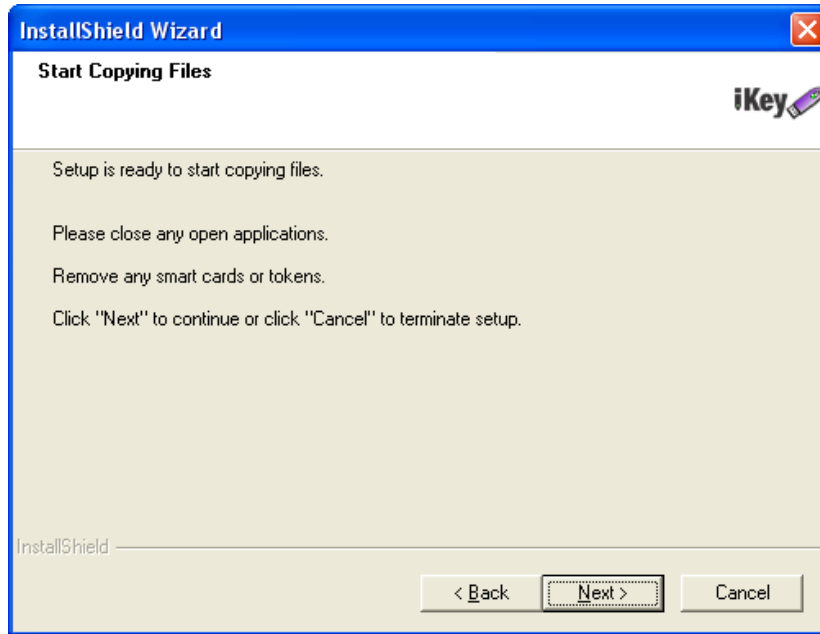 InstallShield Wizard
Start Copying Files
iKey
Setup is ready to start copying files.
Please close any open applications.
Remove any smart cards or tokens.
Click "Next" to continue or click "Cancel" to terminate setup.
InstallShield
< Back
Next >
Cancel